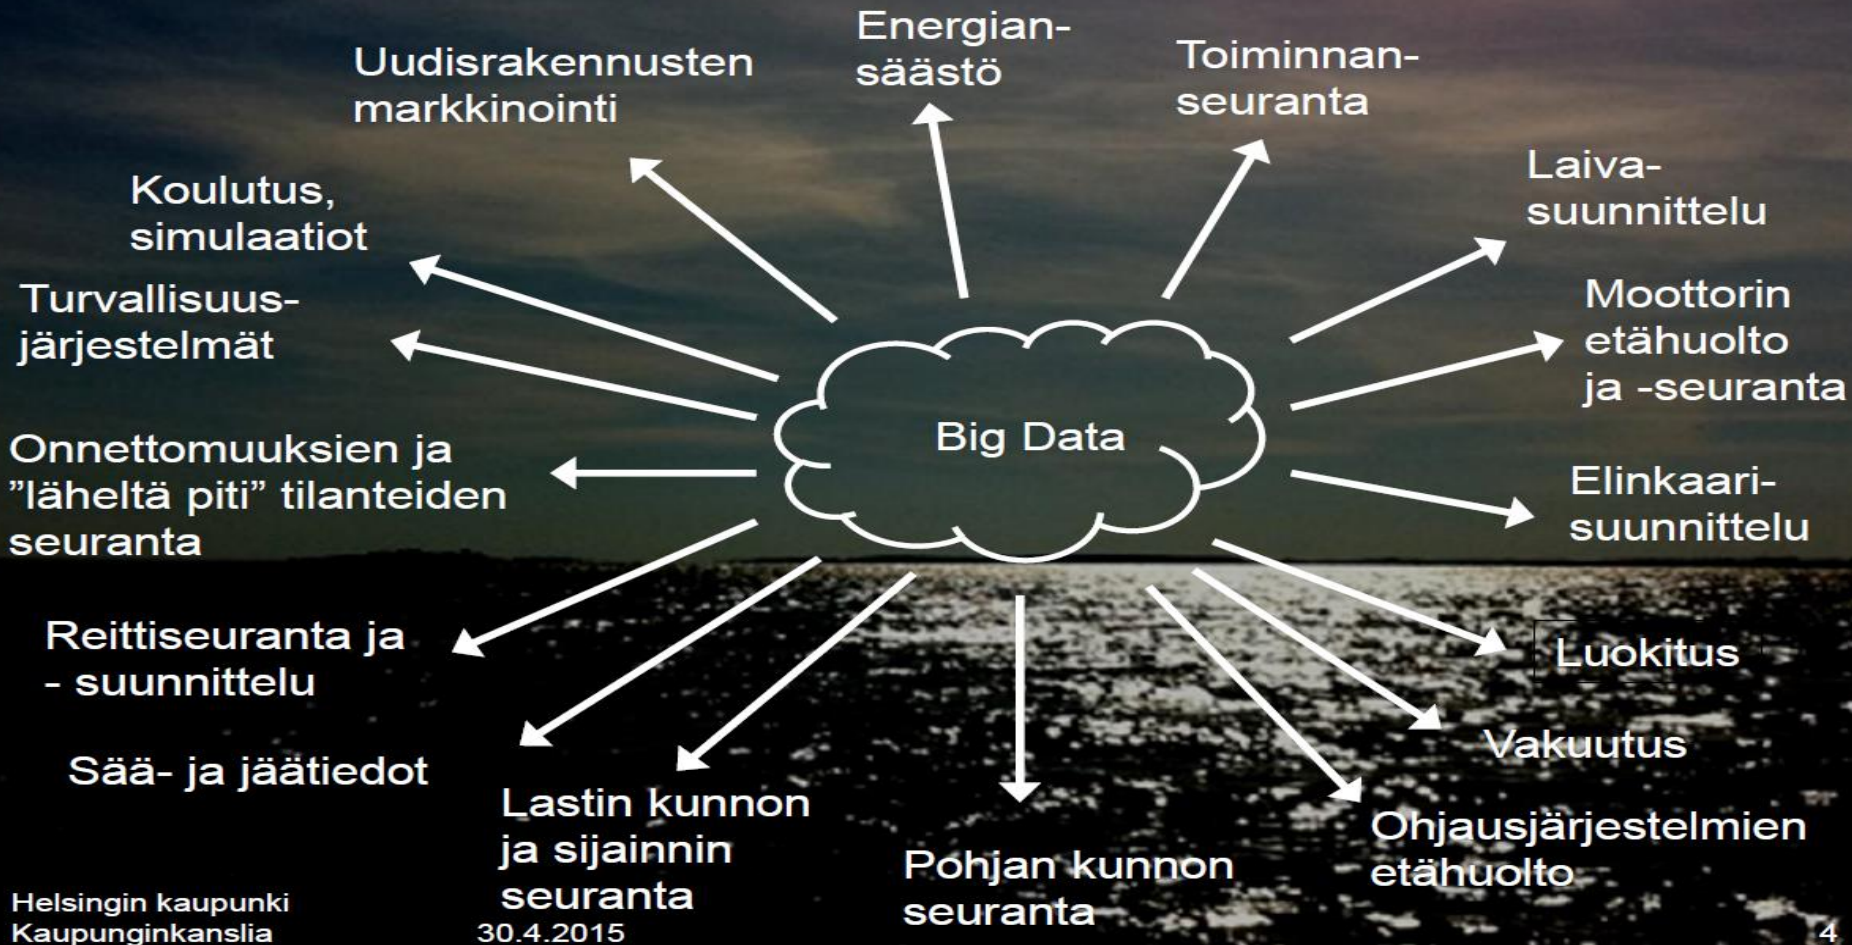 Energian-
säästö
Uudisrakennusten
markkinointi
Toiminnan-
seuranta
Koulutus,
simulaatiot
Laiva-
suunnittelu
Turvallisuus-
järjestelmät
Moottorin
etähuolto
ja -seuranta
Big Data
Onnettomuuksien ja
”läheltä piti” tilanteiden
seuranta
Elinkaari-
suunnittelu
Reittiseuranta ja
- suunnittelu
Luokitus
Sää- ja jäätiedot
Vakuutus
Lastin kunnon
ja sijainnin
seuranta
Pohjan kunnon
seuranta
Ohjausjärjestelmien
etähuolto
Helsingin kaupunki
Kaupunginkanslia
30.4.2015
4